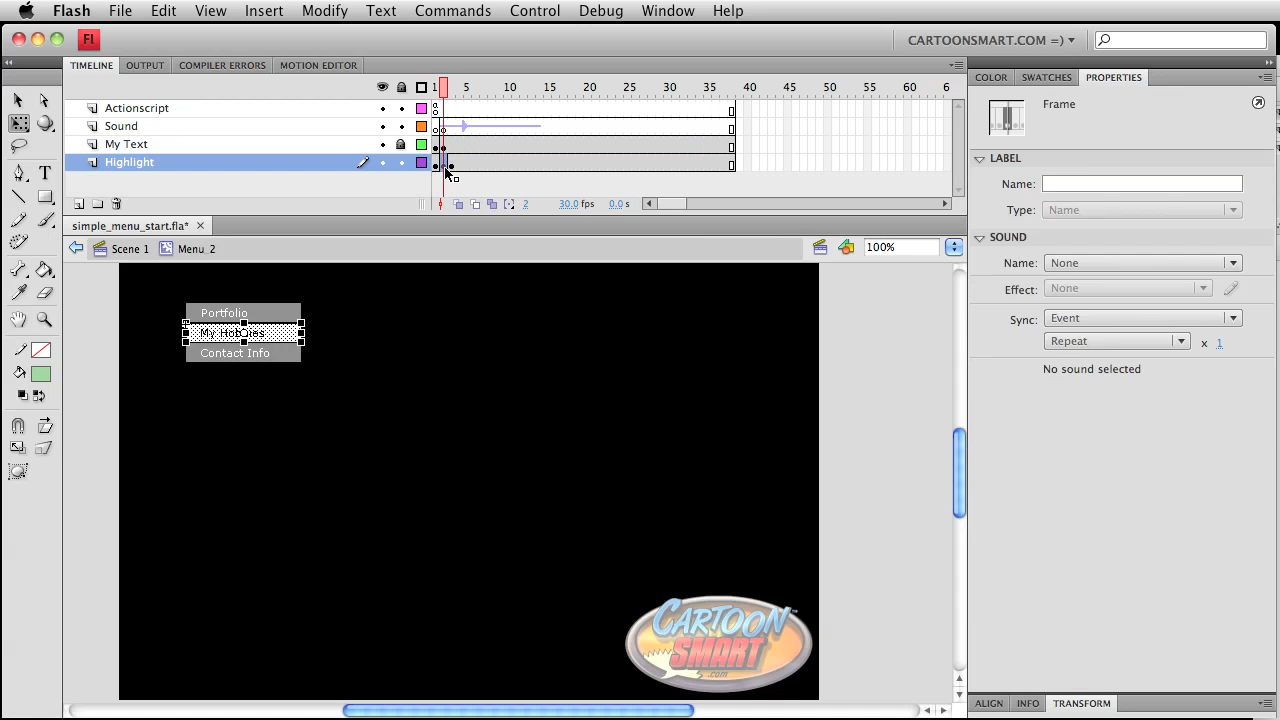 Flash File Edit View Insert Modify Text Commands Control Debug Window Help
Fl CARTOONSMART.COM =)
TIMELINE OUTPUT COMPILER ERRORS MOTION EDITOR
COLOR SWATCHES PROPERTIES
1 5 10 15 20 25 30 35 40 45 50 55 60 6
Actionscript
Sound
My Text
Highlight
2 30.0 fps 0.0 s
simple_menu_start.fla*
Scene 1 Menu_2 100%
Frame
LABEL
Name:
Type: Name
SOUND
Name: None
Effect: None
Sync: Event
Repeat x 1
No sound selected
Portfolio
My Hobbies
Contact Info
T
CARTOON
SMART
.com
ALIGN INFO TRANSFORM